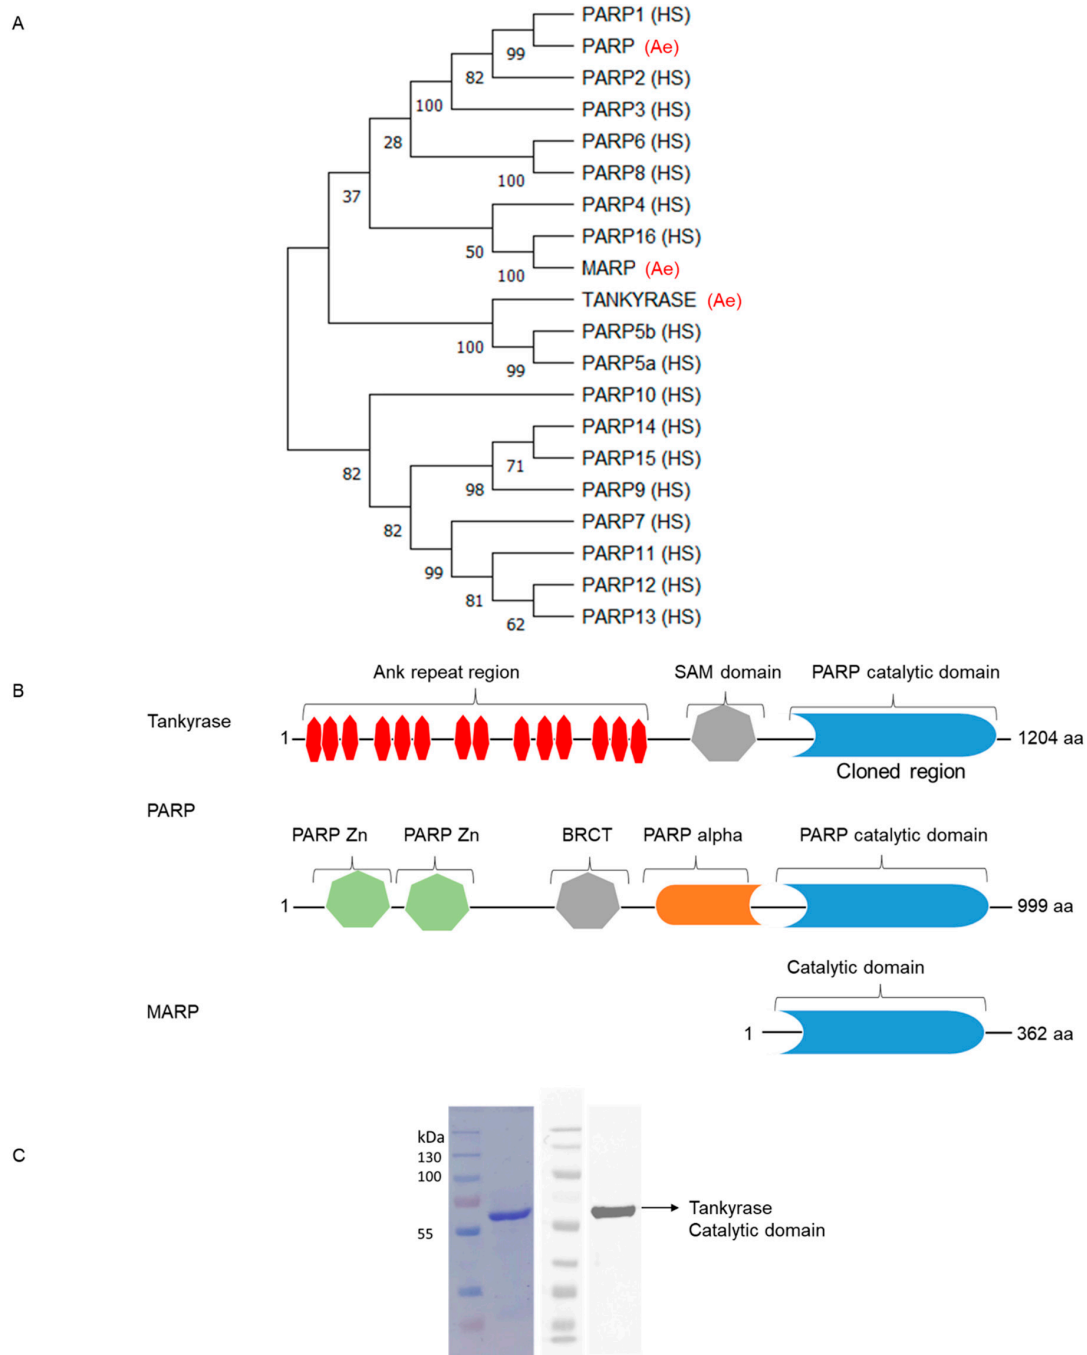 A
PARP1 (HS)
PARP (Ae)
99
PARP2 (HS)
82
PARP3 (HS)
100
PARP6 (HS)
28
PARP8 (HS)
100
37
PARP4 (HS)
PARP16 (HS)
50
MARP (Ae)
100
TANKYRASE (Ae)
PARP5b (HS)
100
PARP5a (HS)
99
PARP10 (HS)
PARP14 (HS)
PARP15 (HS)
71
82
PARP9 (HS)
98
PARP7 (HS)
82
PARP11 (HS)
99
PARP12 (HS)
81
PARP13 (HS)
62
B
Ank repeat region
SAM domain
PARP catalytic domain
Tankyrase
1
1204 aa
Cloned region
PARP
PARP Zn
PARP Zn
BRCT
PARP alpha
PARP catalytic domain
1
999 aa
Catalytic domain
MARP
1
362 aa
C
kDa
130
100
55
Tankyrase
Catalytic domain